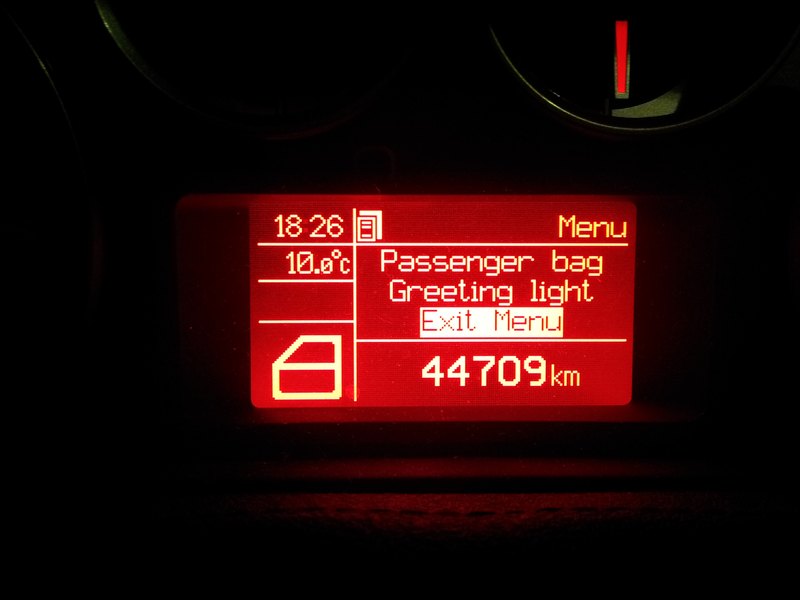 18:26 Menu
10.0°C Passenger bag
Greeting light
Exit Menu
44709km